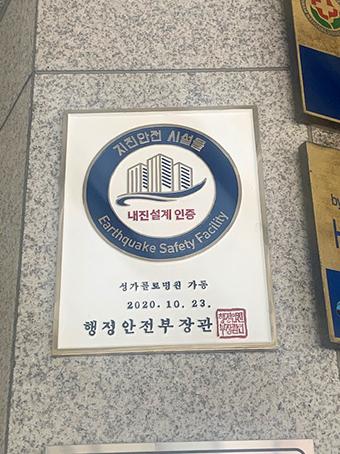 지진안전 시설물
내진설계 인증
Earthquake Safety Facility
성가롤로병원 가동
2020. 10. 23.
행정안전부장관
by
H